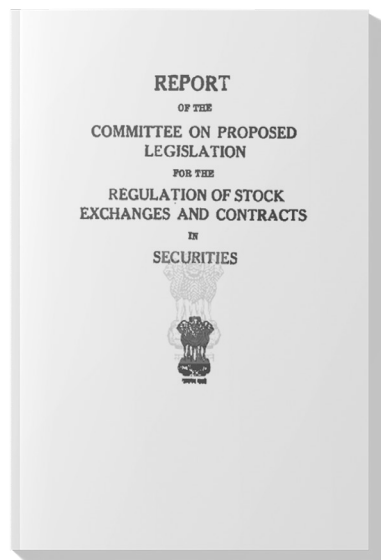 REPORT
OF THE
COMMITTEE ON PROPOSED
LEGISLATION
FOR THE
REGULATION OF STOCK
EXCHANGES AND CONTRACTS
IN
SECURITIES